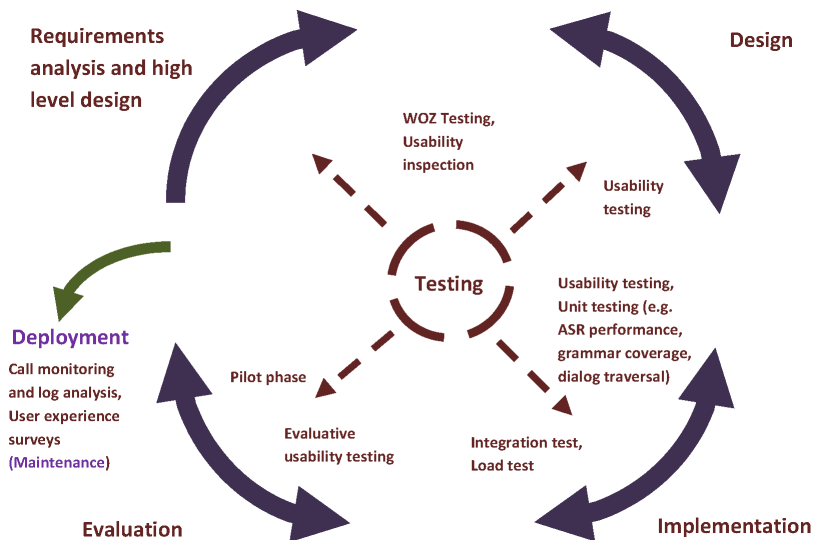 Requirements
analysis and high
level design
Design
WOZ Testing,
Usability
inspection
Usability
testing
Testing
Usability testing,
Unit testing (e.g.
ASR performance,
grammar coverage,
dialog traversal)
Deployment
Call monitoring
and log analysis,
User experience
surveys
(Maintenance)
Pilot phase
Evaluative
usability testing
Integration test,
Load test
Evaluation
Implementation